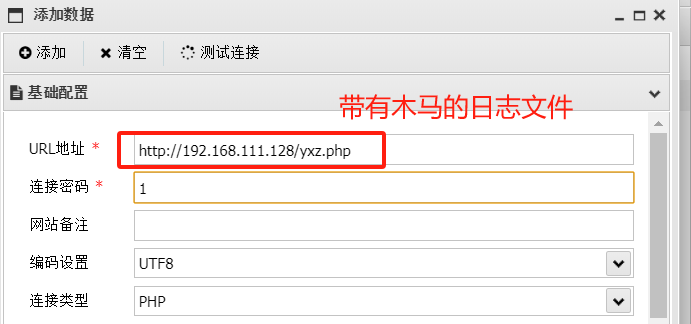 添加数据
添加 清空 测试连接
基础配置
带有木马的日志文件
URL地址 * http://192.168.111.128/yxz.php
连接密码 * 1
网站备注
编码设置 UTF8
连接类型 PHP